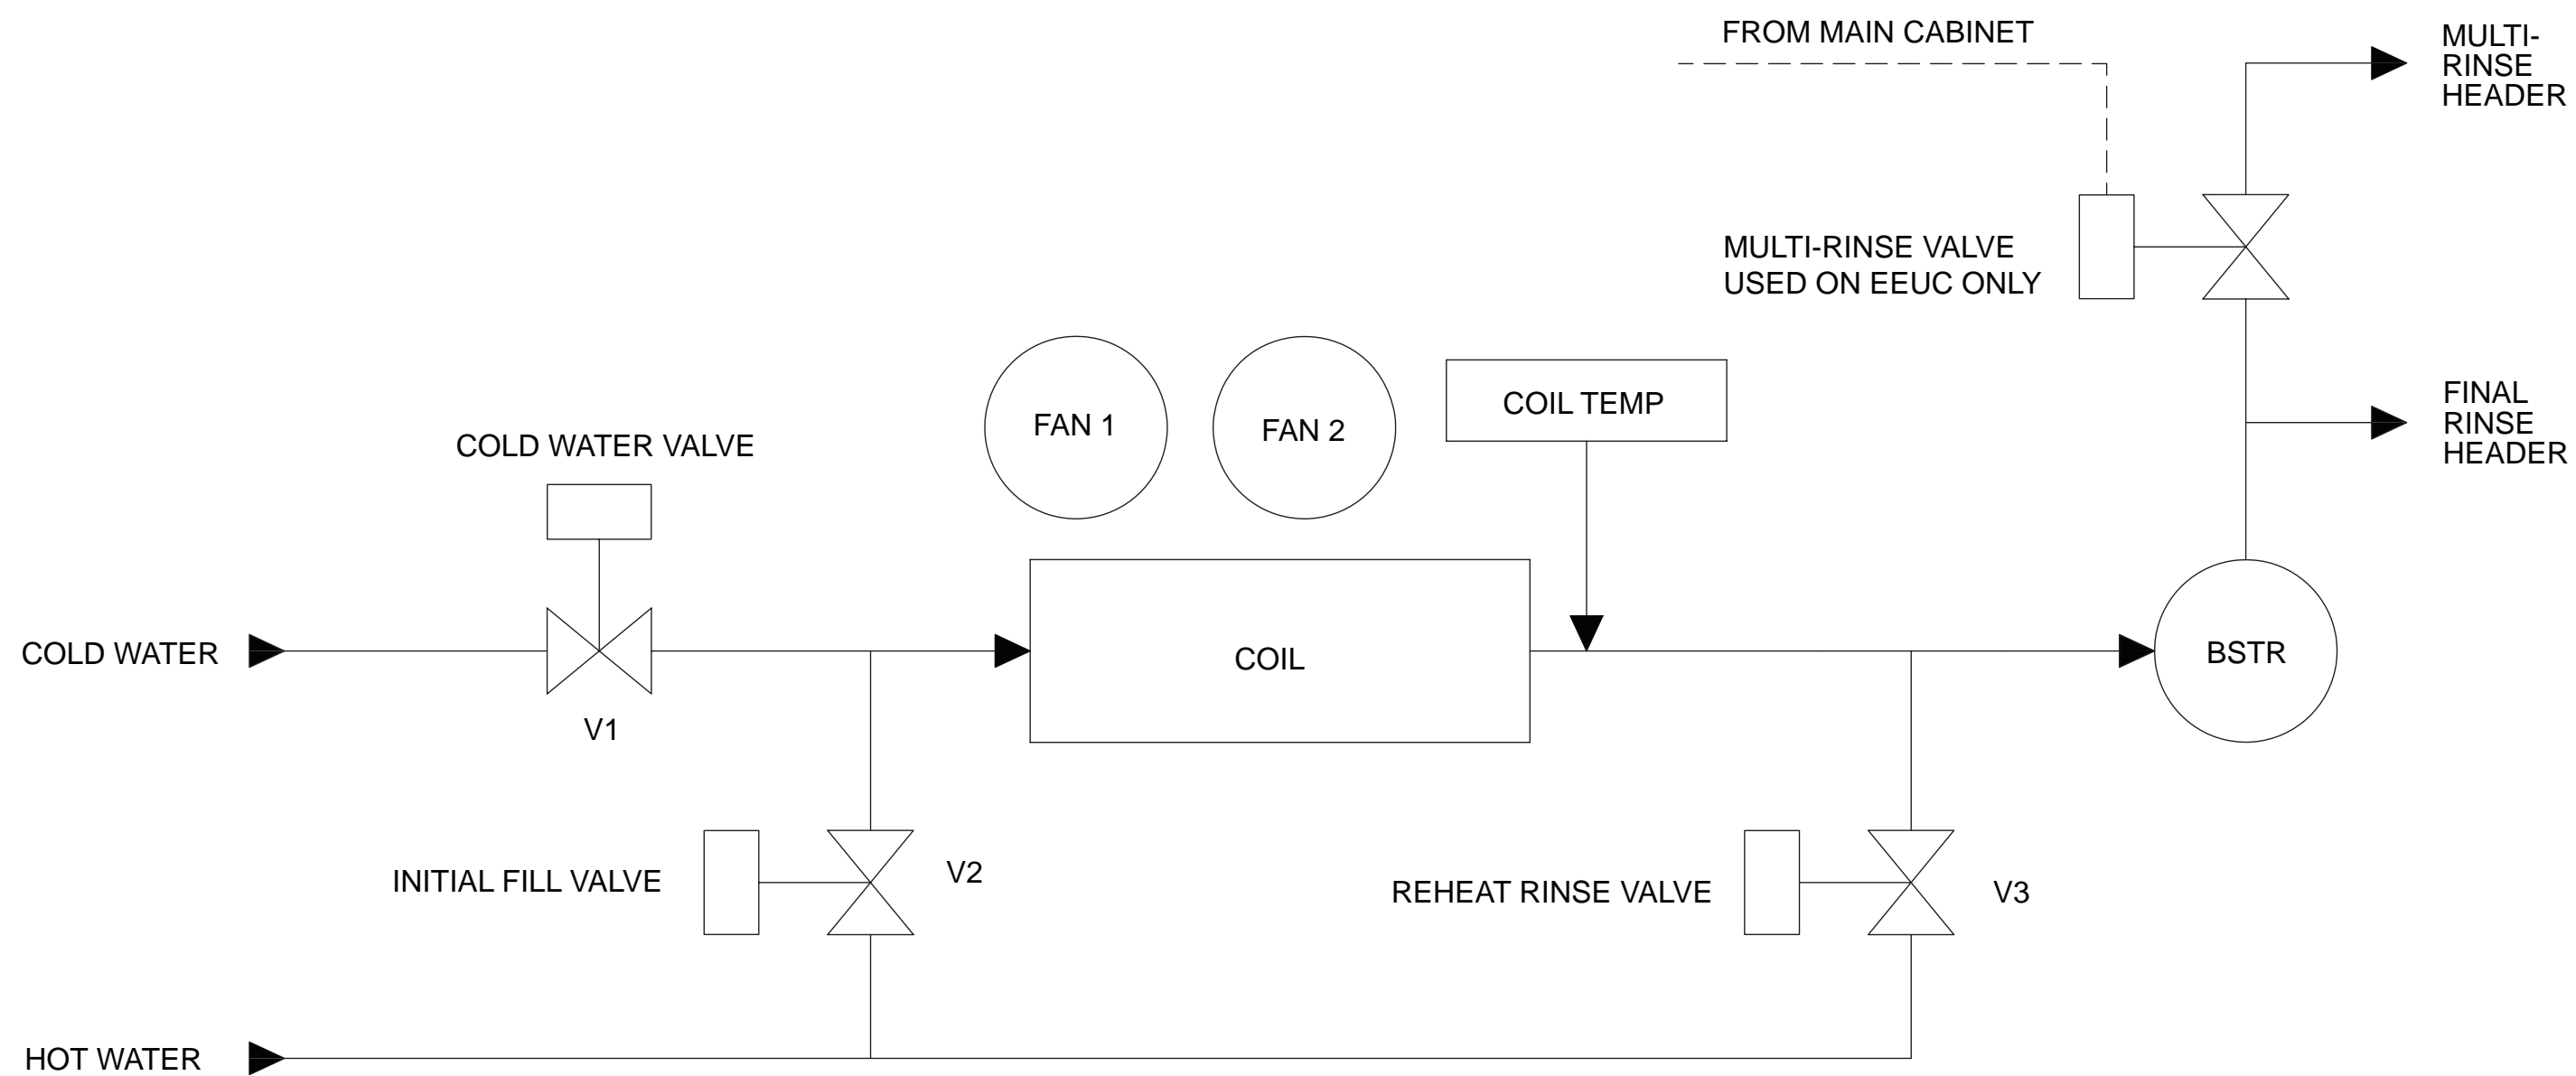 FROM MAIN CABINET
MULTI-
RINSE
HEADER
MULTI-RINSE VALVE
USED ON EEUC ONLY
FINAL
RINSE
HEADER
FAN 1
FAN 2
COIL TEMP
COLD WATER VALVE
COLD WATER
V1
COIL
BSTR
INITIAL FILL VALVE
V2
REHEAT RINSE VALVE
V3
HOT WATER